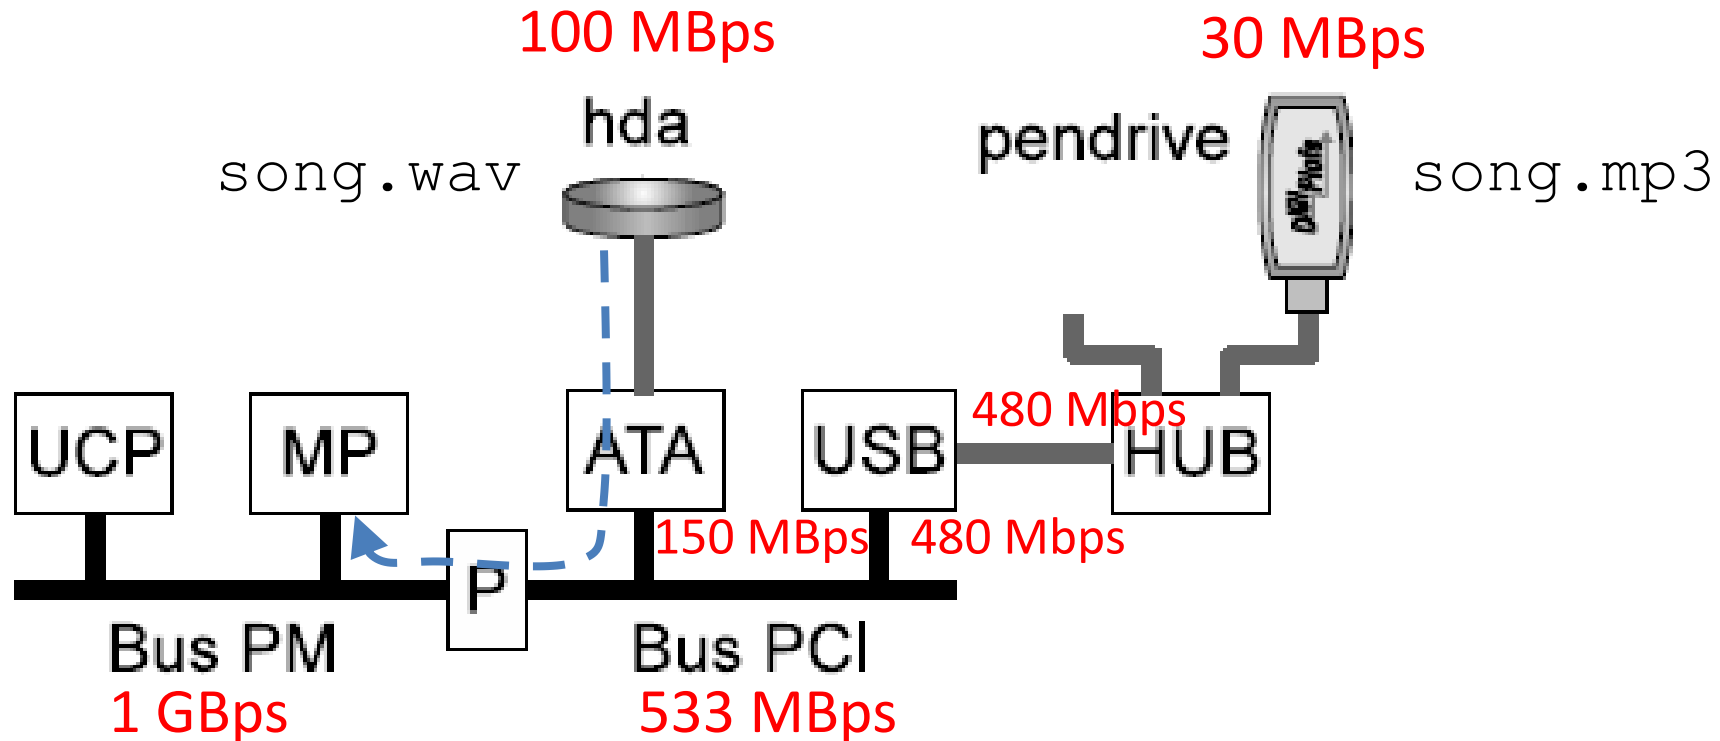 100 MBps
30 MBps
hda
pendrive
song.wav
song.mp3
480 Mbps
UCP
MP
ATA
USB
HUB
150 MBps
480 Mbps
P
Bus PM
Bus PCI
1 GBps
533 MBps